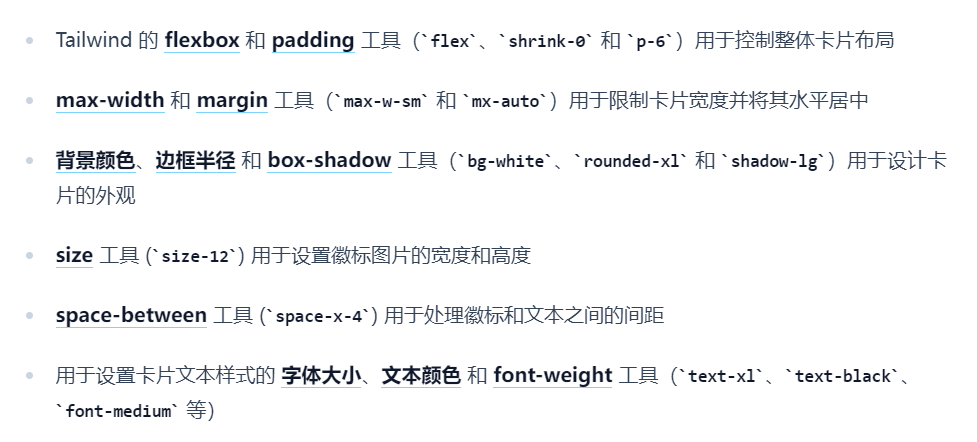 Tailwind 的 flexbox 和 padding 工具（`flex`、`shrink-0` 和 `p-6`）用于控制整体卡片布局
max-width 和 margin 工具（`max-w-sm` 和 `mx-auto`）用于限制卡片宽度并将其水平居中
背景颜色、边框半径 和 box-shadow 工具（`bg-white`、`rounded-xl` 和 `shadow-lg`）用于设计卡
片的外观
size 工具 (`size-12`) 用于设置徽标图片的宽度和高度
space-between 工具 (`space-x-4`) 用于处理徽标和文本之间的间距
用于设置卡片文本样式的 字体大小、文本颜色 和 font-weight 工具（`text-xl`、`text-black`、
`font-medium` 等）